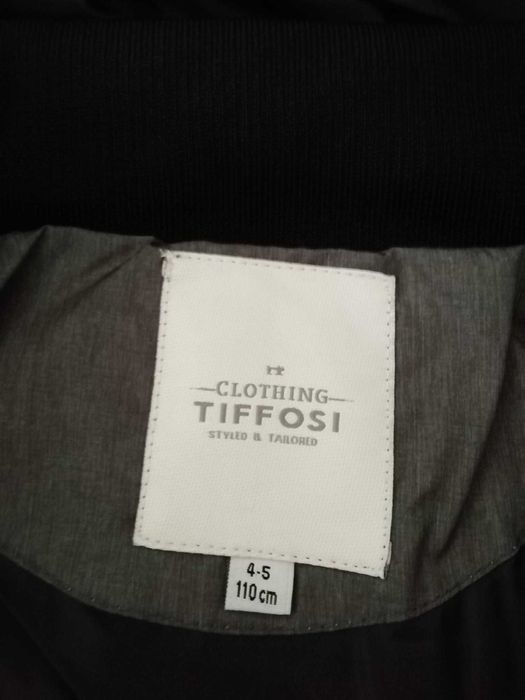 CLOTHING
TIFFOSI
STYLED & TAILORED
4-5
110cm